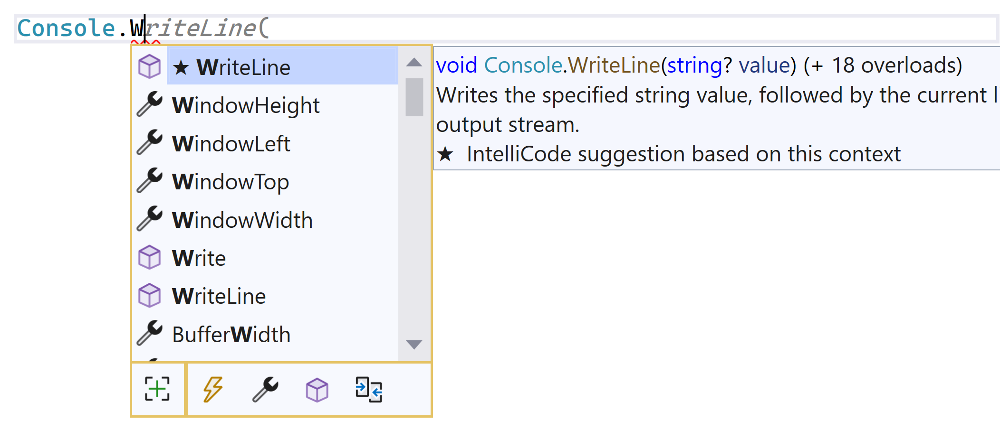 Console.WriteLine(
★ WriteLine
WindowHeight
WindowLeft
WindowTop
WindowWidth
Write
WriteLine
BufferWidth
void Console.WriteLine(string? value) (+ 18 overloads)
Writes the specified string value, followed by the current l
output stream.
★ IntelliCode suggestion based on this context